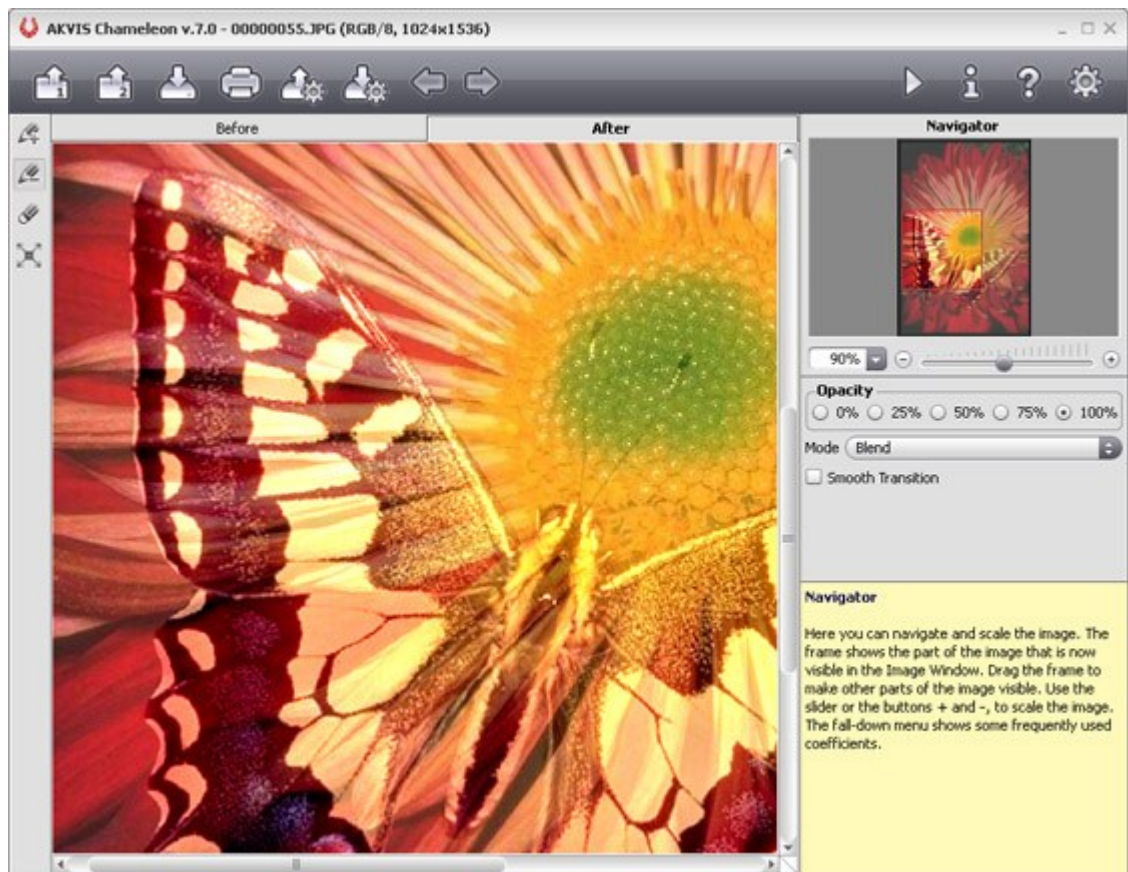 AKVIS Chameleon v.7.0 - 00000055.JPG (RGB/8, 1024x1536)
1
2
Before
After
Navigator
90%
Opacity
0% 25% 50% 75% 100%
Mode Blend
Smooth Transition
Navigator
Here you can navigate and scale the image. The
frame shows the part of the image that is now
visible in the Image Window. Drag the frame to
make other parts of the image visible. Use the
slider or the buttons + and -, to scale the image.
The fall-down menu shows some frequently used
coefficients.